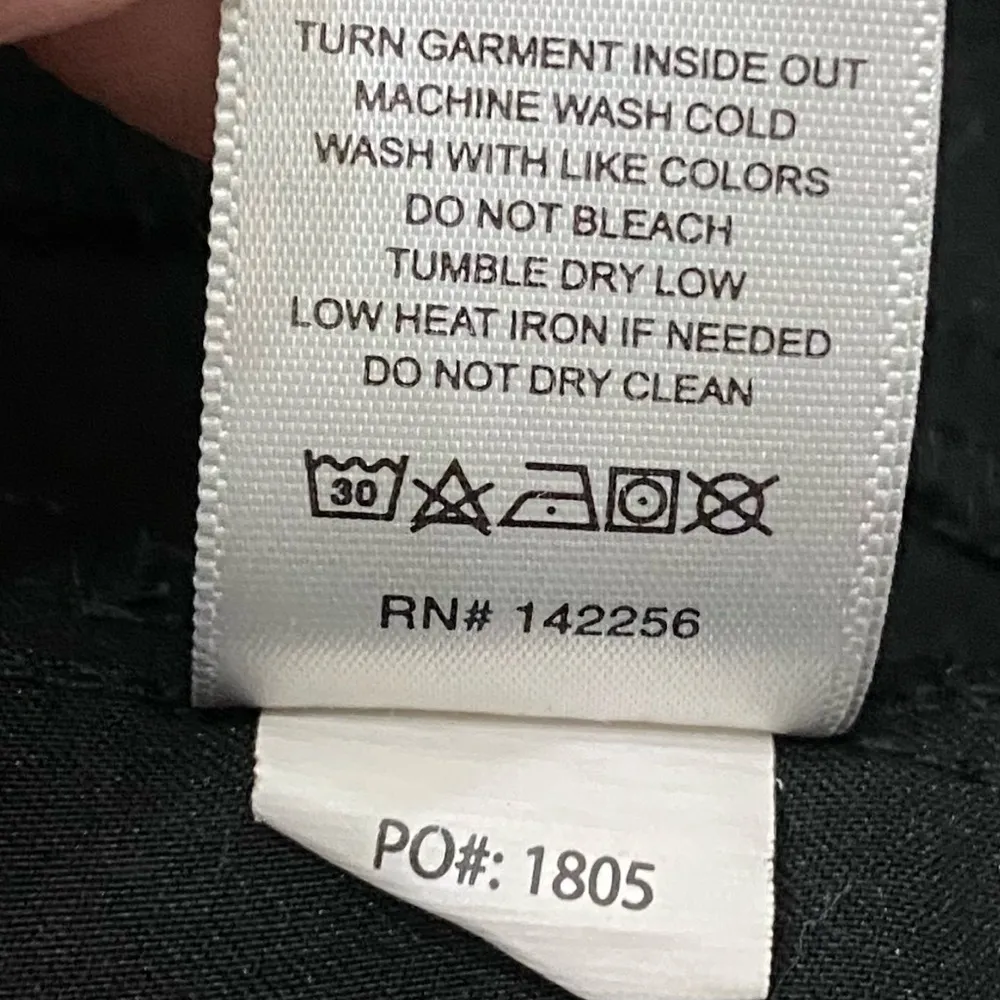 TURN GARMENT INSIDE OUT
MACHINE WASH COLD
WASH WITH LIKE COLORS
DO NOT BLEACH
TUMBLE DRY LOW
LOW HEAT IRON IF NEEDED
DO NOT DRY CLEAN
30
RN# 142256
PO#: 1805